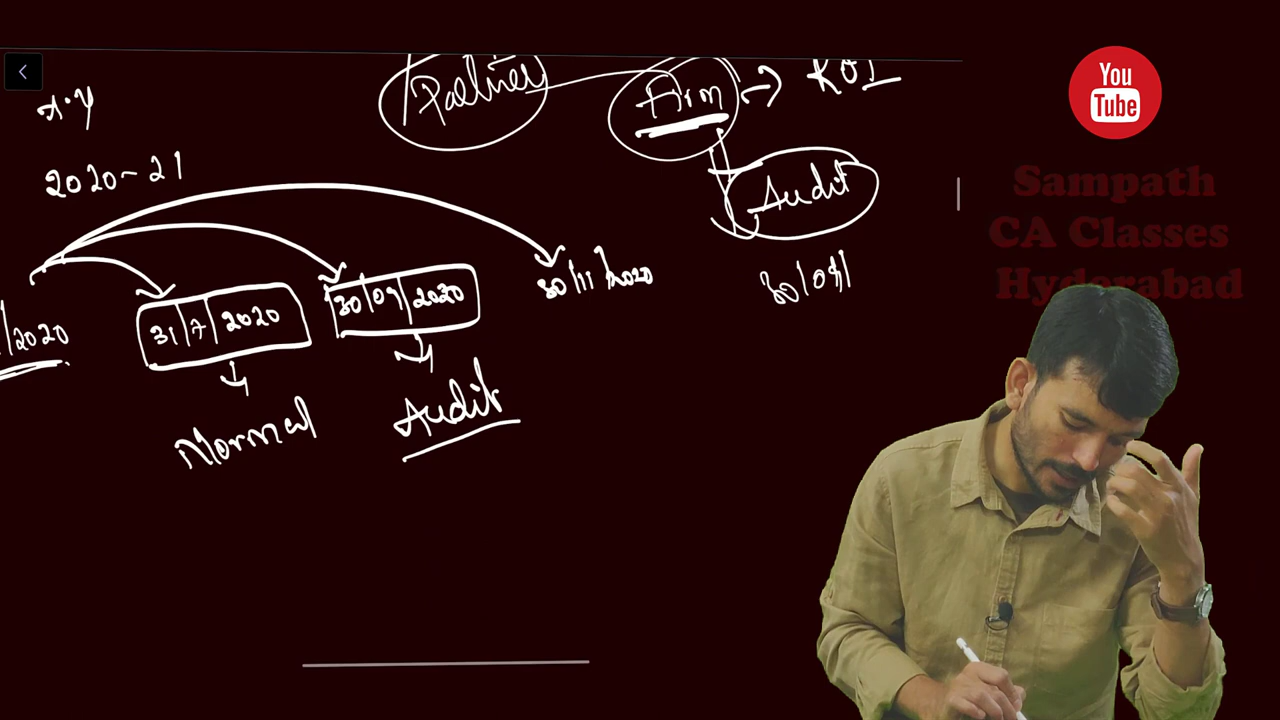 Partner Firm → ROI
A.Y
2020-21
Audit
/2020
31/7/2020
30/09/2020
30/11/2020
30/09/
Normal
Audit
You
Tube
Sampath
CA Classes
Hyderabad